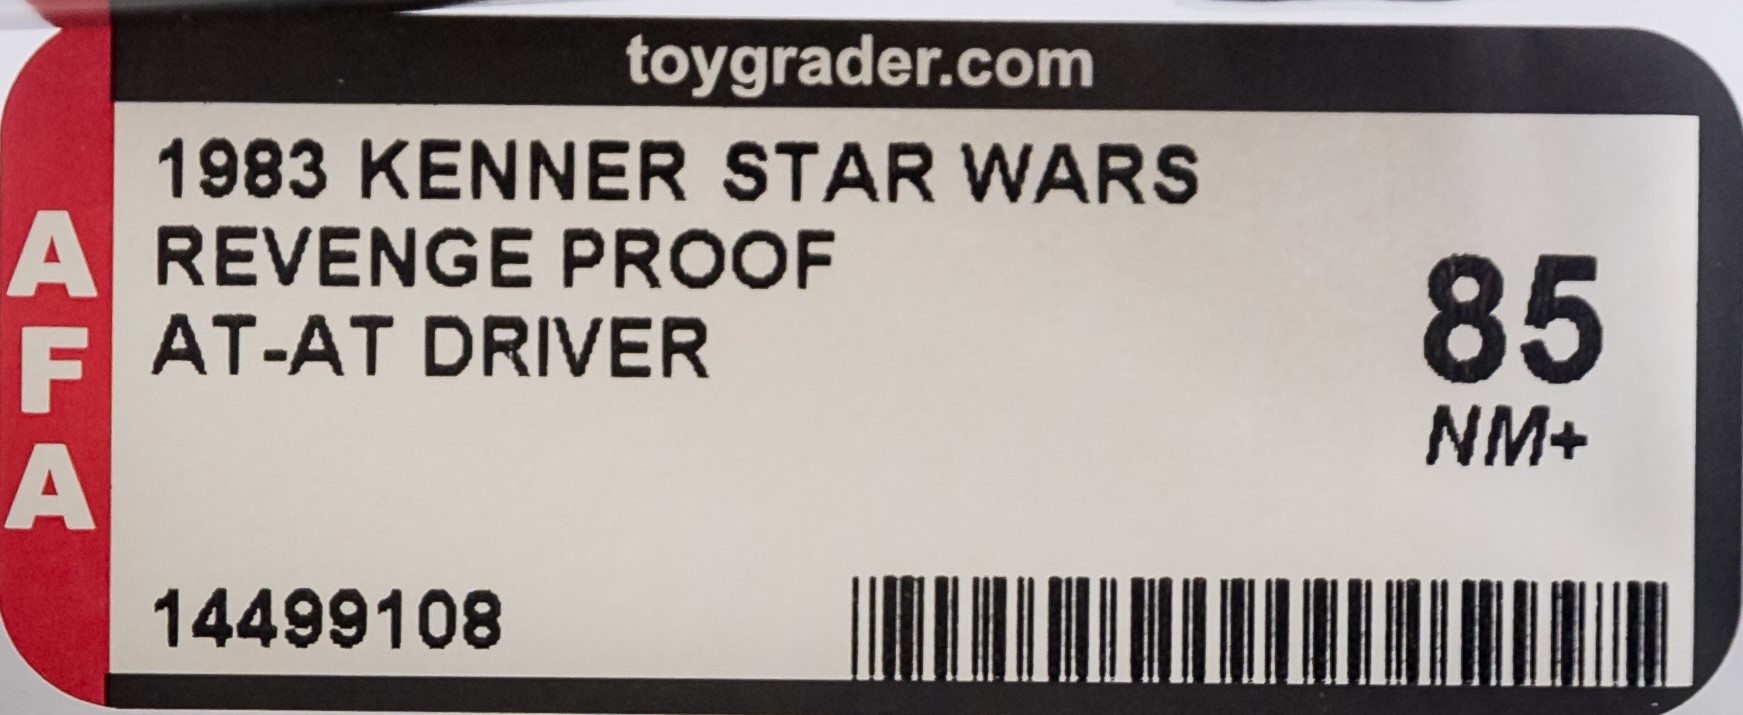 toygrader.com
AFA
1983 KENNER STAR WARS
REVENGE PROOF
AT-AT DRIVER
85
NM+
14499108